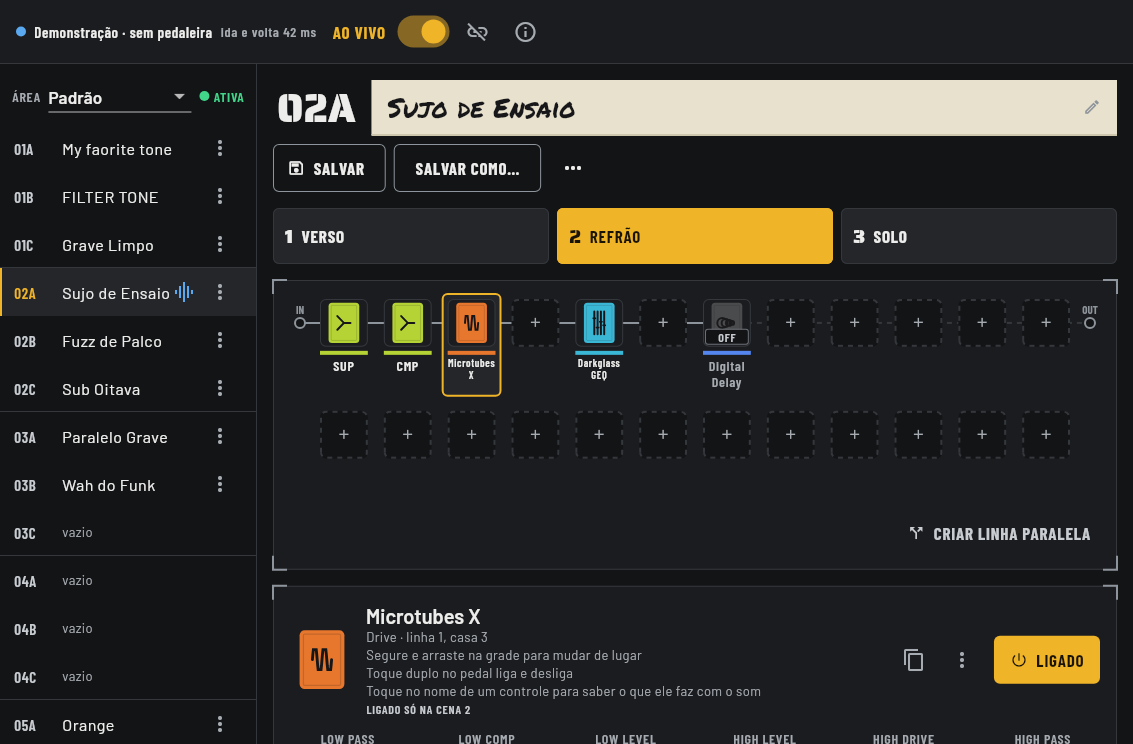 Demonstração · sem pedaleira Ida e volta 42 ms AO VIVO
ÁREA Padrão ATIVA
01A My faorite tone
01B FILTER TONE
01C Grave Limpo
02A Sujo de Ensaio
02B Fuzz de Palco
02C Sub Oitava
03A Paralelo Grave
03B Wah do Funk
03C vazio
04A vazio
04B vazio
04C vazio
05A Orange
02A Sujo de Ensaio
SALVAR SALVAR COMO... ...
1 VERSO 2 REFRÃO 3 SOLO
IN OUT
OFF
SUP CMP Microtubes X Darkglass GEQ Digital Delay
CRIAR LINHA PARALELA
Microtubes X
Drive · linha 1, casa 3
Segure e arraste na grade para mudar de lugar
Toque duplo no pedal liga e desliga
Toque no nome de um controle para saber o que ele faz com o som
LIGADO SÓ NA CENA 2
LIGADO
LOW PASS LOW COMP LOW LEVEL HIGH LEVEL HIGH DRIVE HIGH PASS